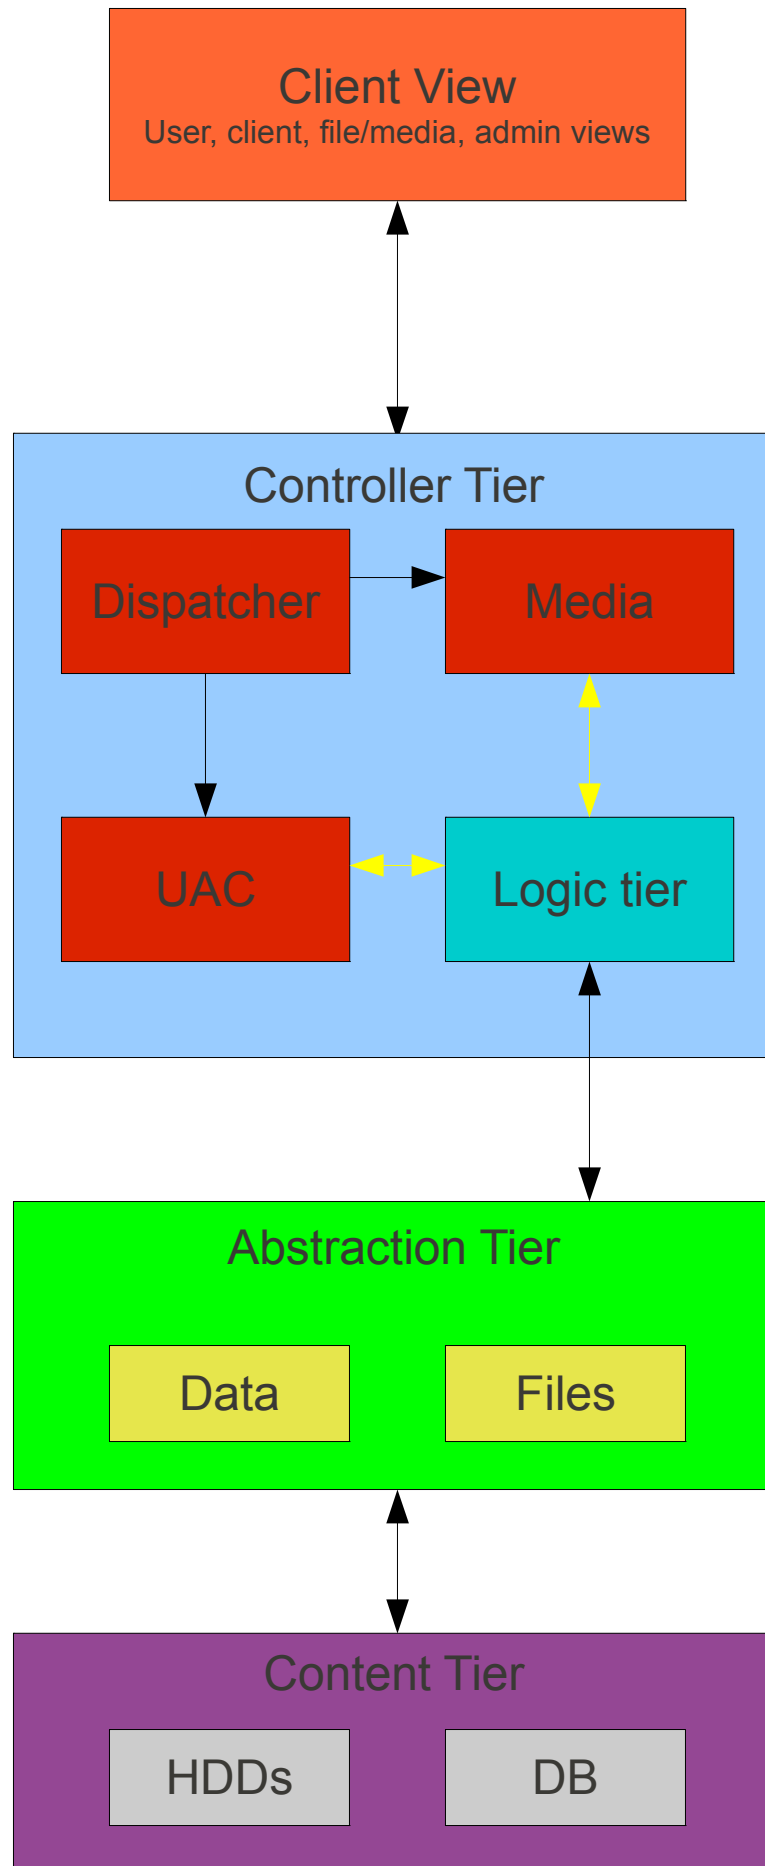 Client View
User, client, file/media, admin views
Controller Tier
Dispatcher
Media
UAC
Logic tier
Abstraction Tier
Data
Files
Content Tier
HDDs
DB